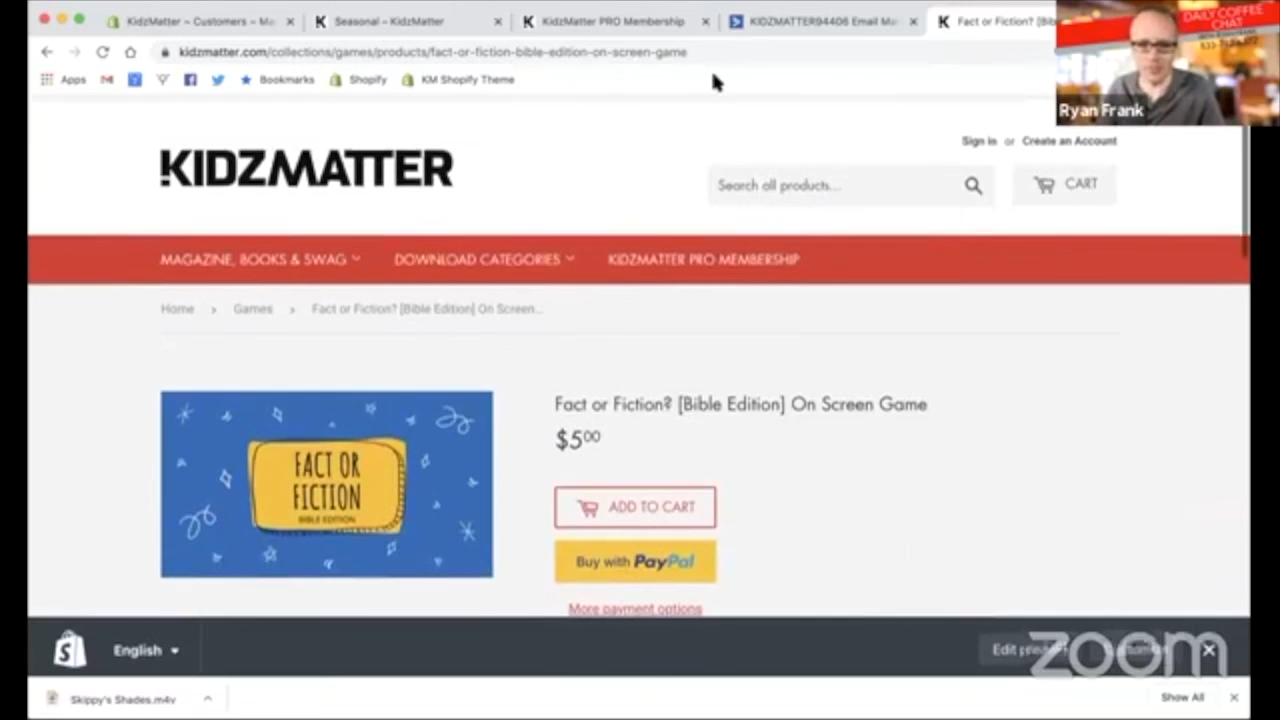 KidzMatter ~ Customers ~ Ma
Seasonal – KidzMatter
KidzMatter PRO Membership
KIDZMATTER94406 Email Ma
Fact or Fiction? [Bib
kidzmatter.com/collections/games/products/fact-or-fiction-bible-edition-on-screen-game
Apps
Bookmarks
Shopify
KM Shopify Theme
DAILY COFFEE
CHAT
Ryan Frank
Sign in or Create an Account
KIDZMATTER
Search all products...
CART
MAGAZINE, BOOKS & SWAG
DOWNLOAD CATEGORIES
KIDZMATTER PRO MEMBERSHIP
Home › Games › Fact or Fiction? [Bible Edition] On Screen...
FACT OR
FICTION
BIBLE EDITION
Fact or Fiction? [Bible Edition] On Screen Game
$500
ADD TO CART
Buy with PayPal
More payment options
English
Edit
zoom
Skippy's Shades.m4v
Show All